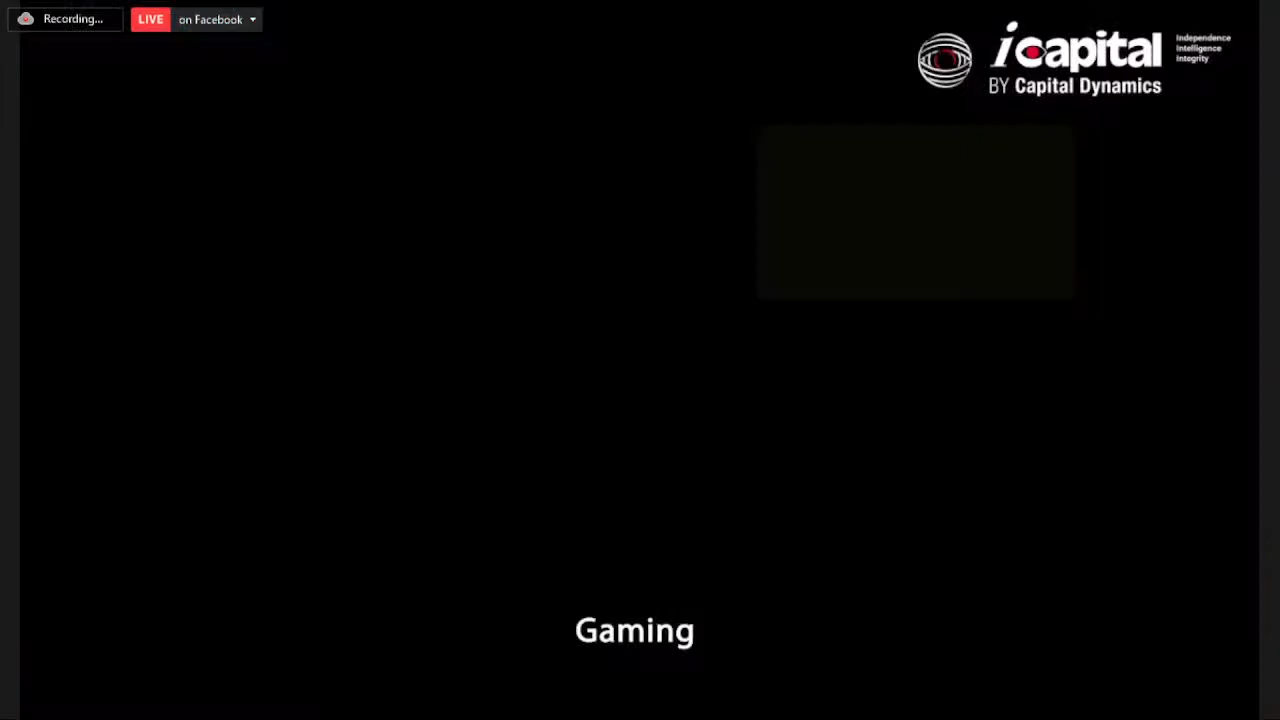 Recording...
LIVE on Facebook
iCapital
BY Capital Dynamics
Independence
Intelligence
Integrity
Gaming